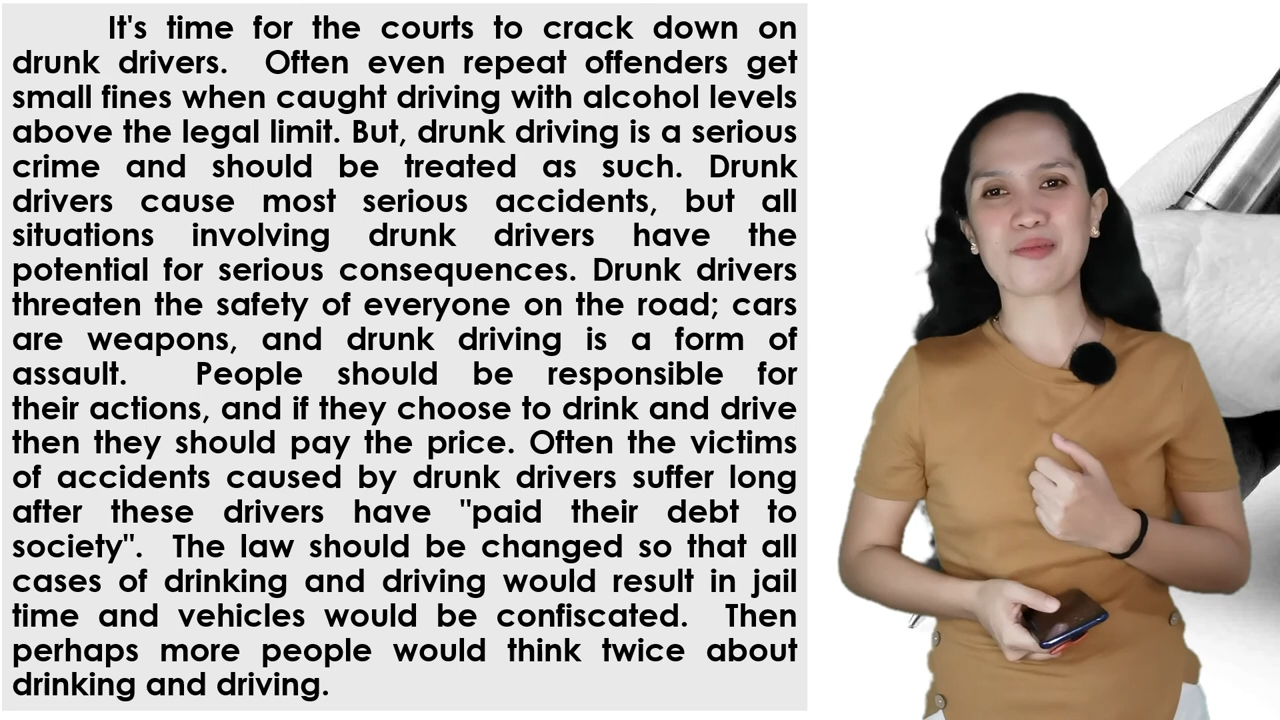 It's time for the courts to crack down on
drunk drivers. Often even repeat offenders get
small fines when caught driving with alcohol levels
above the legal limit. But, drunk driving is a serious
crime and should be treated as such. Drunk
drivers cause most serious accidents, but all
situations involving drunk drivers have the
potential for serious consequences. Drunk drivers
threaten the safety of everyone on the road; cars
are weapons, and drunk driving is a form of
assault. People should be responsible for
their actions, and if they choose to drink and drive
then they should pay the price. Often the victims
of accidents caused by drunk drivers suffer long
after these drivers have "paid their debt to
society". The law should be changed so that all
cases of drinking and driving would result in jail
time and vehicles would be confiscated. Then
perhaps more people would think twice about
drinking and driving.